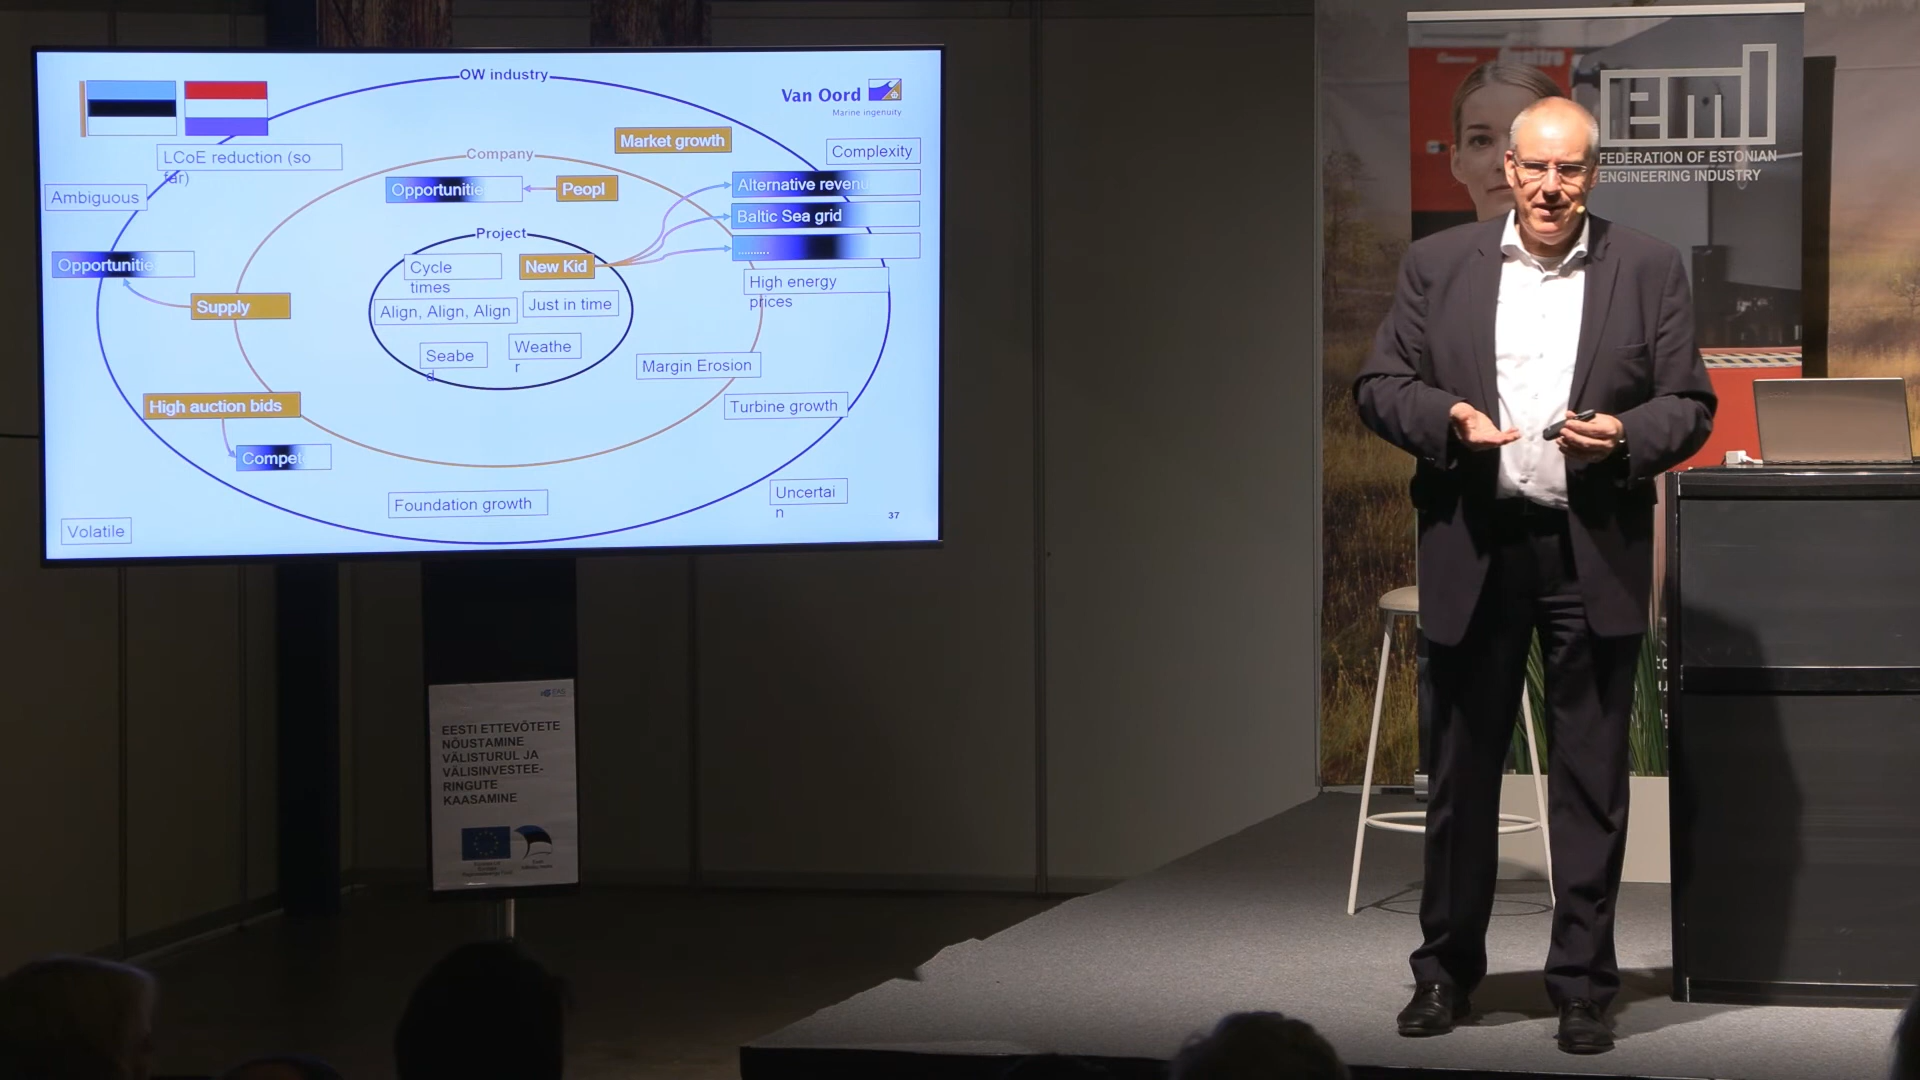 OW industry
Van Oord
Marine ingenuity
LCoE reduction (so
far)
Market growth
Complexity
Company
Ambiguous
Opportunitie
Peopl
Alternative revenu
Baltic Sea grid
..........
Project
Cycle
times
New Kid
Opportunitie
High energy
prices
Supply
Align, Align, Align
Just in time
Seabe
d
Weathe
r
Margin Erosion
High auction bids
Turbine growth
Compet
Foundation growth
Uncertai
n
Volatile
37
eml
FEDERATION OF ESTONIAN
ENGINEERING INDUSTRY
EAS
EESTI ETTEVÕTETE
NÕUSTAMINE
VÄLISTURUL JA
VÄLISINVESTEE-
RINGUTE
KAASAMINE